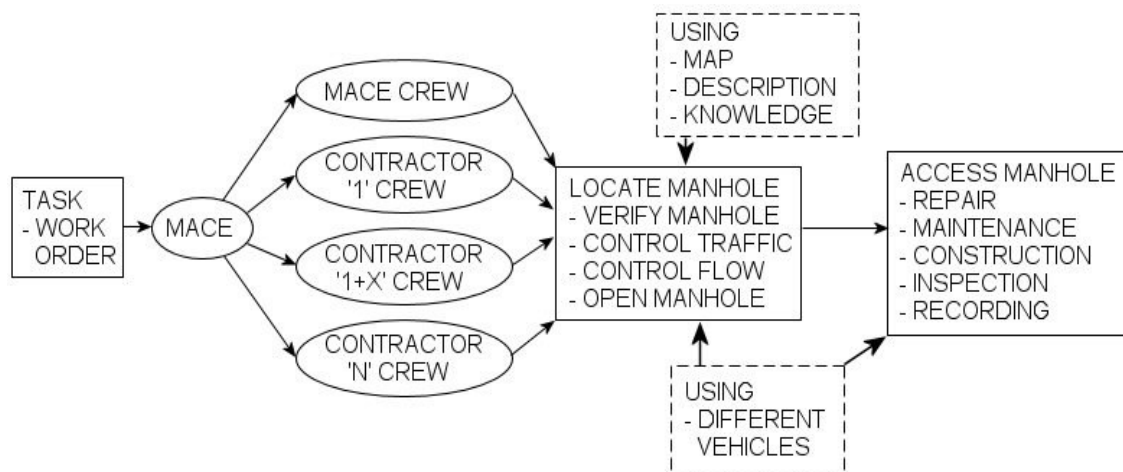 TASK
- WORK
ORDER
MACE
MACE CREW
CONTRACTOR
'1' CREW
CONTRACTOR
'1+X' CREW
CONTRACTOR
'N' CREW
USING
- MAP
- DESCRIPTION
- KNOWLEDGE
LOCATE MANHOLE
- VERIFY MANHOLE
- CONTROL TRAFFIC
- CONTROL FLOW
- OPEN MANHOLE
USING
- DIFFERENT
VEHICLES
ACCESS MANHOLE
- REPAIR
- MAINTENANCE
- CONSTRUCTION
- INSPECTION
- RECORDING